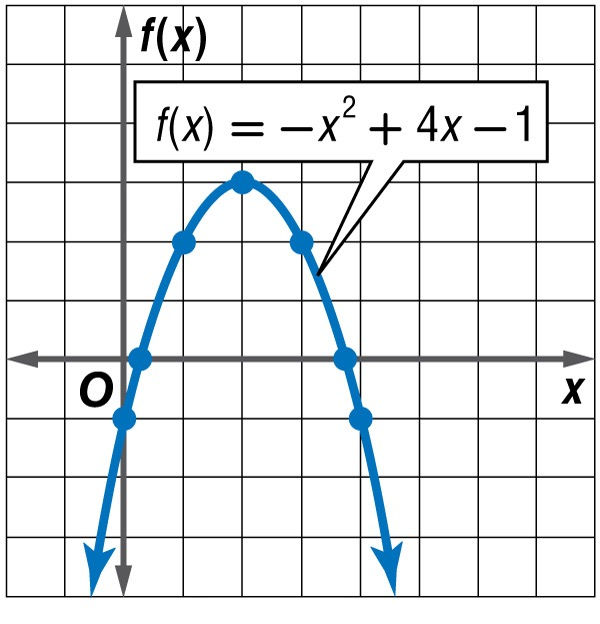 f(x)
f(x) = −x² + 4x − 1
O
x